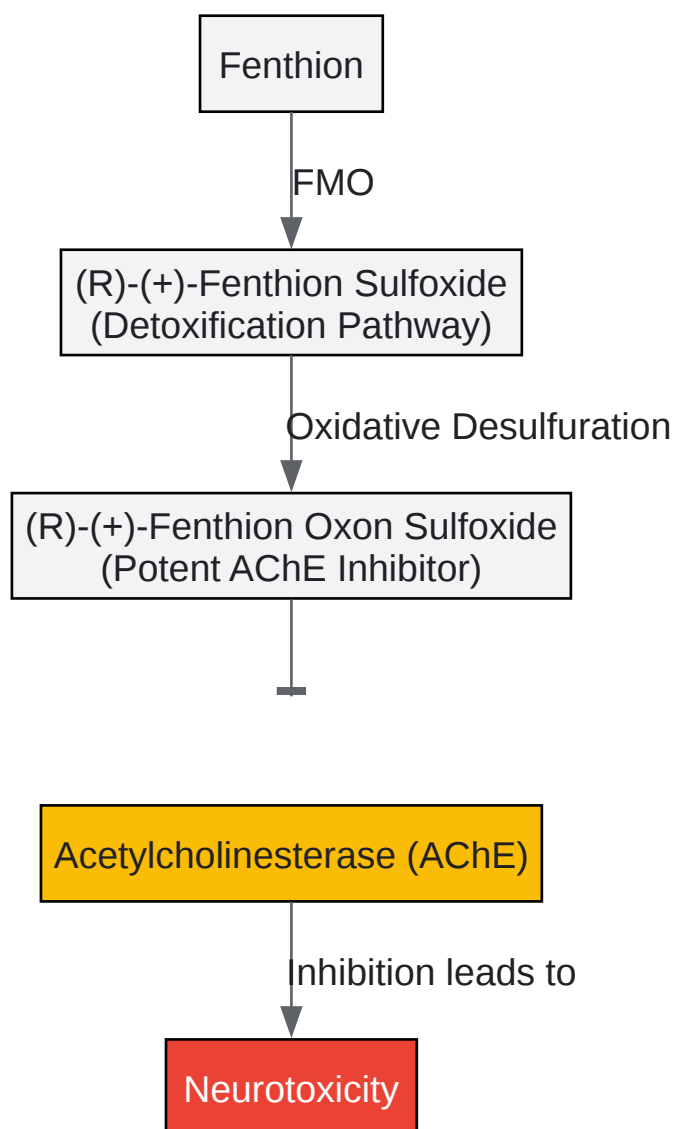 Fenthion
FMO
(R)-(+)-Fenthion Sulfoxide
(Detoxification Pathway)
Oxidative Desulfuration
(R)-(+)-Fenthion Oxon Sulfoxide
(Potent AChE Inhibitor)
Acetylcholinesterase (AChE)
Inhibition leads to
Neurotoxicity